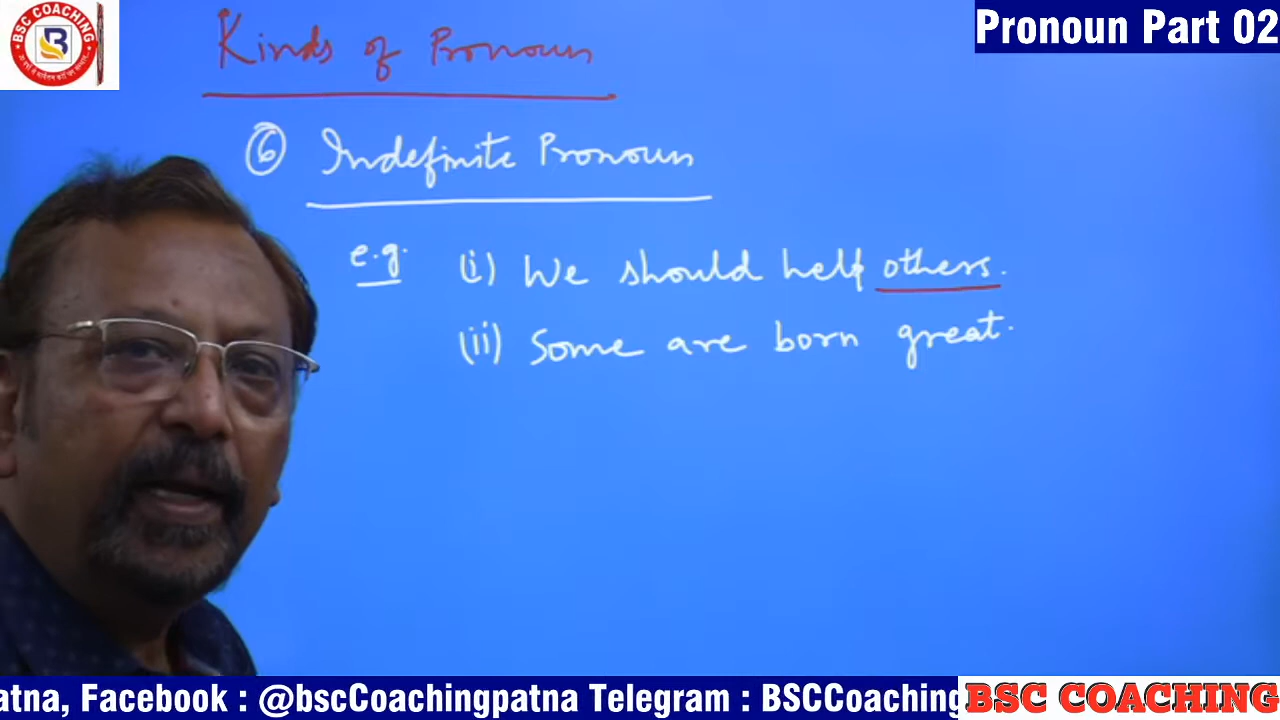 BSC COACHING
Pronoun Part 02
Kinds of Pronoun
6 Indefinite Pronoun
e.g. (i) We should help others.
(ii) Some are born great.
atna, Facebook : @bscCoachingpatna Telegram : BSCCoaching
BSC COACHING